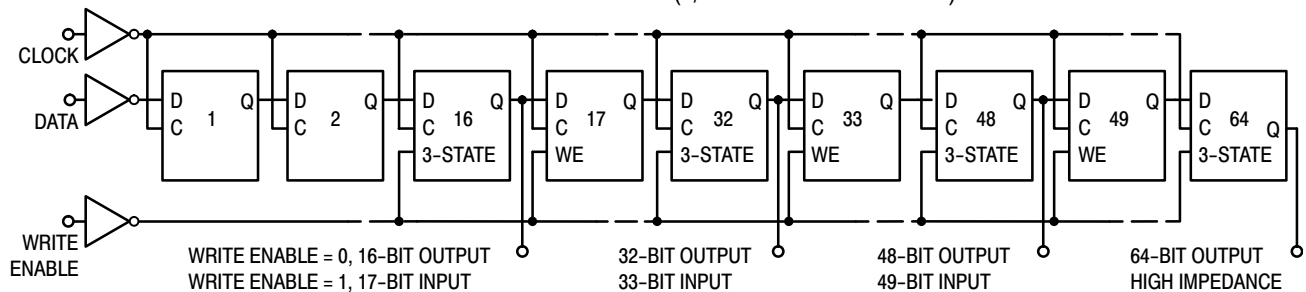 CLOCK
D Q
C
1
D Q
C
2
D Q
C
16
3-STATE
D Q
C
17
WE
D Q
C
32
3-STATE
D Q
C
33
WE
D Q
C
48
3-STATE
D Q
C
49
WE
D
C
64
Q
3-STATE
DATA
WRITE
ENABLE
WRITE ENABLE = 0, 16-BIT OUTPUT
WRITE ENABLE = 1, 17-BIT INPUT
32-BIT OUTPUT
33-BIT INPUT
48-BIT OUTPUT
49-BIT INPUT
64-BIT OUTPUT
HIGH IMPEDANCE